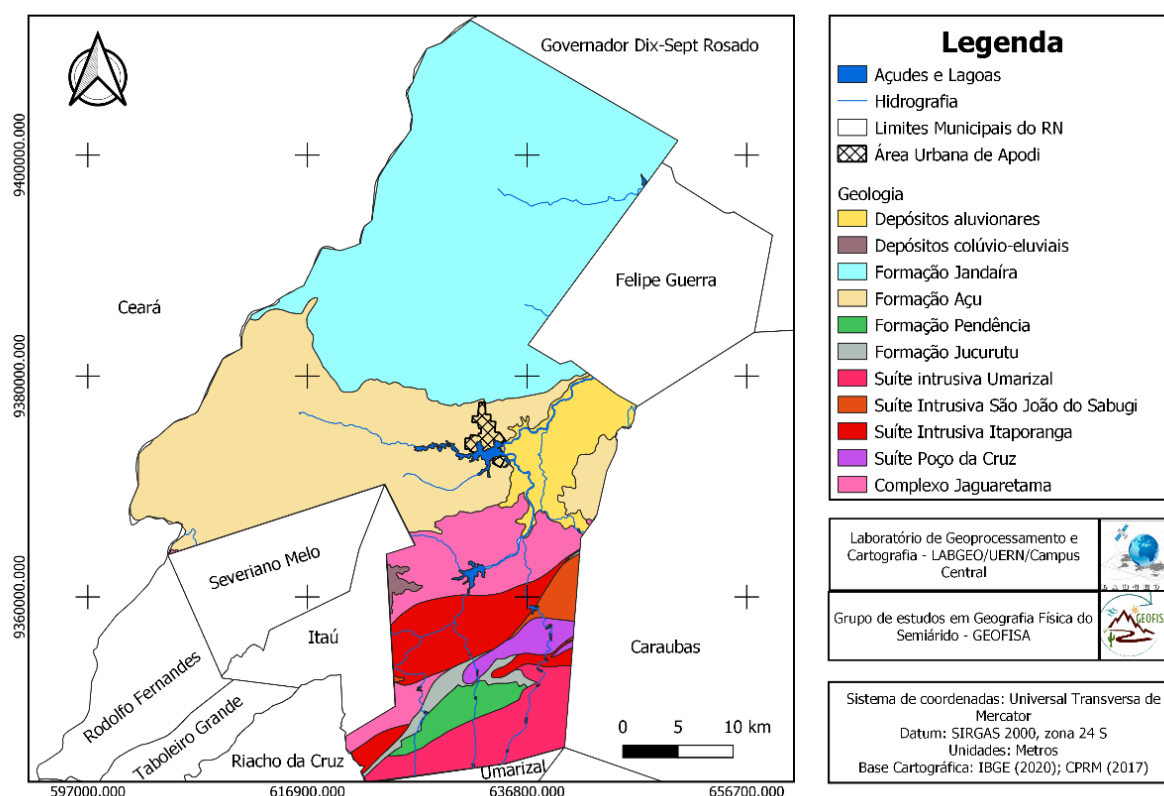 Governador Dix-Sept Rosado
Ceará
Felipe Guerra
Severiano Melo
Itaú
Caraubas
Rodolfo Fernandes
Taboleiro Grande
Riacho da Cruz
Umarizal
0 5 10 km
9400000.000
9380000.000
9360000.000
597000.000
616900.000
636800.000
656700.000
Legenda
Açudes e Lagoas
Hidrografia
Limites Municipais do RN
Área Urbana de Apodi
Geologia
Depósitos aluvionares
Depósitos colúvio-eluviais
Formação Jandaíra
Formação Açu
Formação Pendência
Formação Jucurutu
Suíte intrusiva Umarizal
Suíte Intrusiva São João do Sabugi
Suíte Intrusiva Itaporanga
Suíte Poço da Cruz
Complexo Jaguaretama
Laboratório de Geoprocessamento e
Cartografia - LABGEO/UERN/Campus
Central
Grupo de estudos em Geografia Física do
Semiárido - GEOFISA
GEOFISA
Sistema de coordenadas: Universal Transversa de
Mercator
Datum: SIRGAS 2000, zona 24 S
Unidades: Metros
Base Cartográfica: IBGE (2020); CPRM (2017)